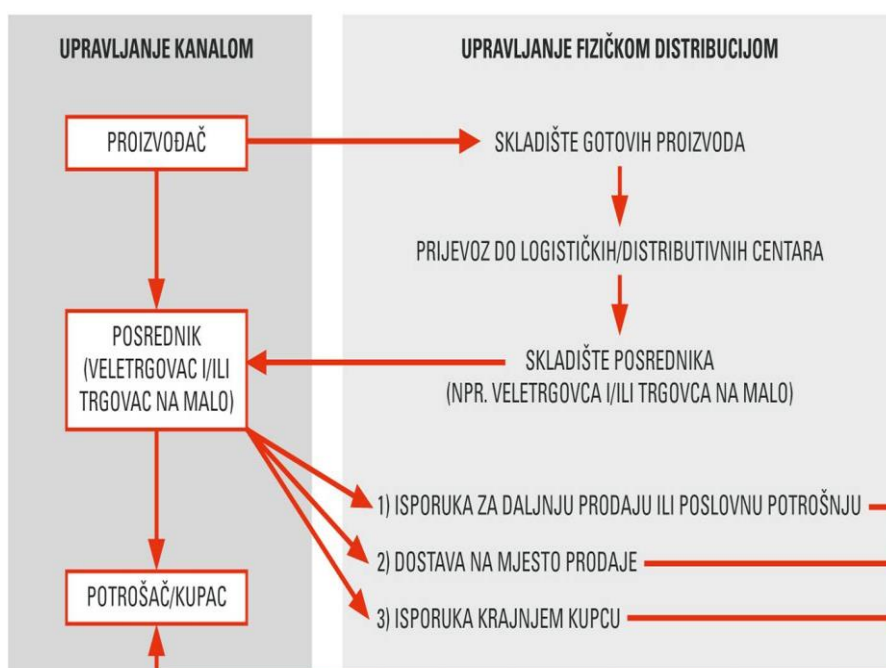 UPRAVLJANJE KANALOM
UPRAVLJANJE FIZIČKOM DISTRIBUCIJOM
PROIZVOĐAČ
SKLADIŠTE GOTOVIH PROIZVODA
PRIJEVOZ DO LOGISTIČKIH/DISTRIBUTIVNIH CENTARA
POSREDNIK
(VELETRGOVAC I/ILI
TRGOVAC NA MALO)
SKLADIŠTE POSREDNIKA
(NPR. VELETRGOVCA I/ILI TRGOVCA NA MALO)
1) ISPORUKA ZA DALJNJU PRODAJU ILI POSLOVNU POTROŠNJU
2) DOSTAVA NA MJESTO PRODAJE
3) ISPORUKA KRAJNJEM KUPCU
POTROŠAČ/KUPAC